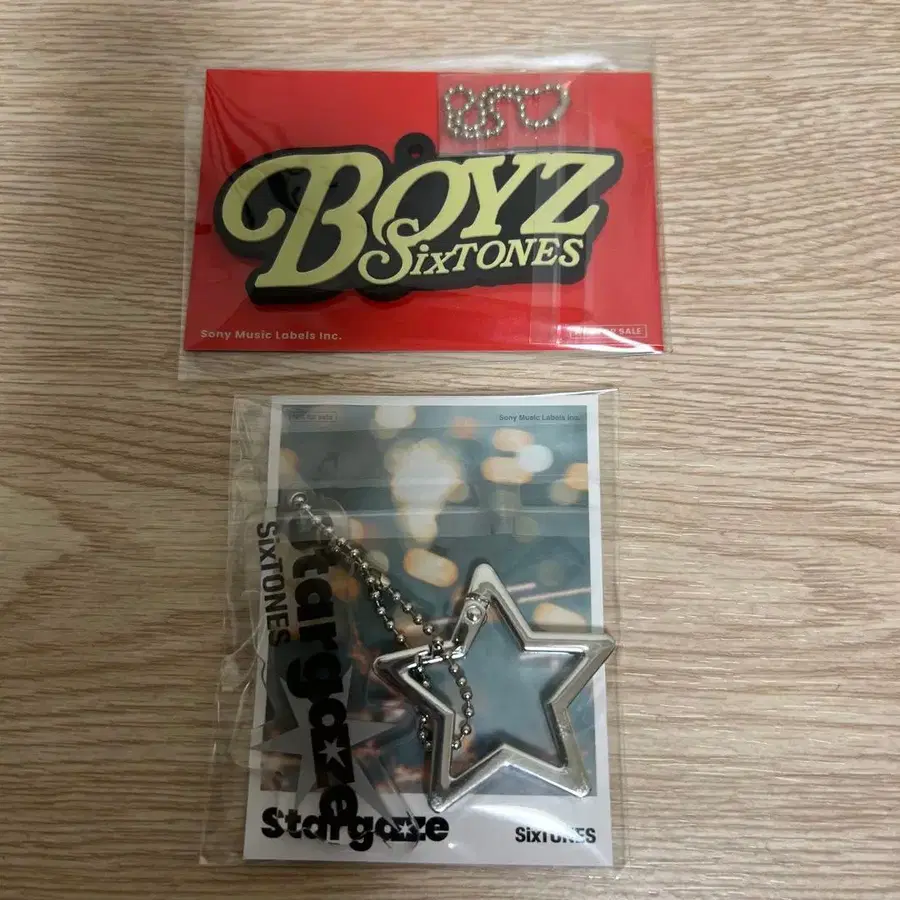 BOYZ
SixTONES
Sony Music Labels Inc.
SALE
Not for sale
Sony Music Labels Inc.
SixTONES
Stargaze
Stargaze
SixTONES